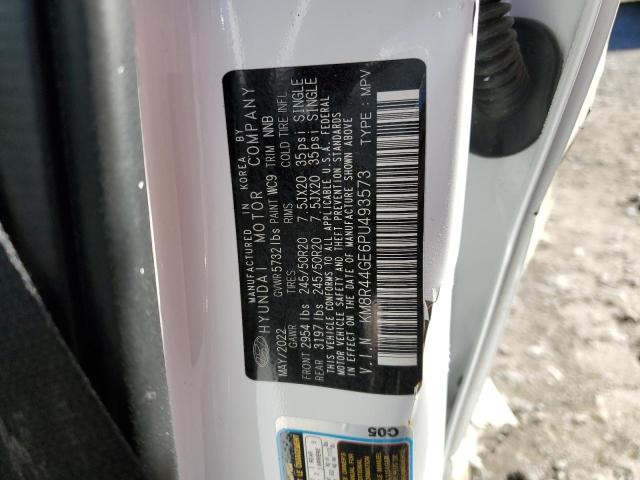 MANUFACTURED IN KOREA BY
HYUNDAI MOTOR COMPANY
MAY/2022 GVWR 5732 lbs PAINT WC9 TRIM NNB
GAWR TIRES RIMS COLD TIRE INFL
FRONT 2954 lbs 245/50R20 7.5JX20 35psi SINGLE
REAR 3197 lbs 245/50R20 7.5JX20 35psi SINGLE
THIS VEHICLE CONFORMS TO ALL APPLICABLE U.S.A. FEDERAL
MOTOR VEHICLE SAFETY AND THEFT PREVENTION STANDARDS
IN EFFECT ON THE DATE OF MANUFACTURE SHOWN ABOVE
V.I.N KM8R44GE6PU493573 TYPE : MPV
C05